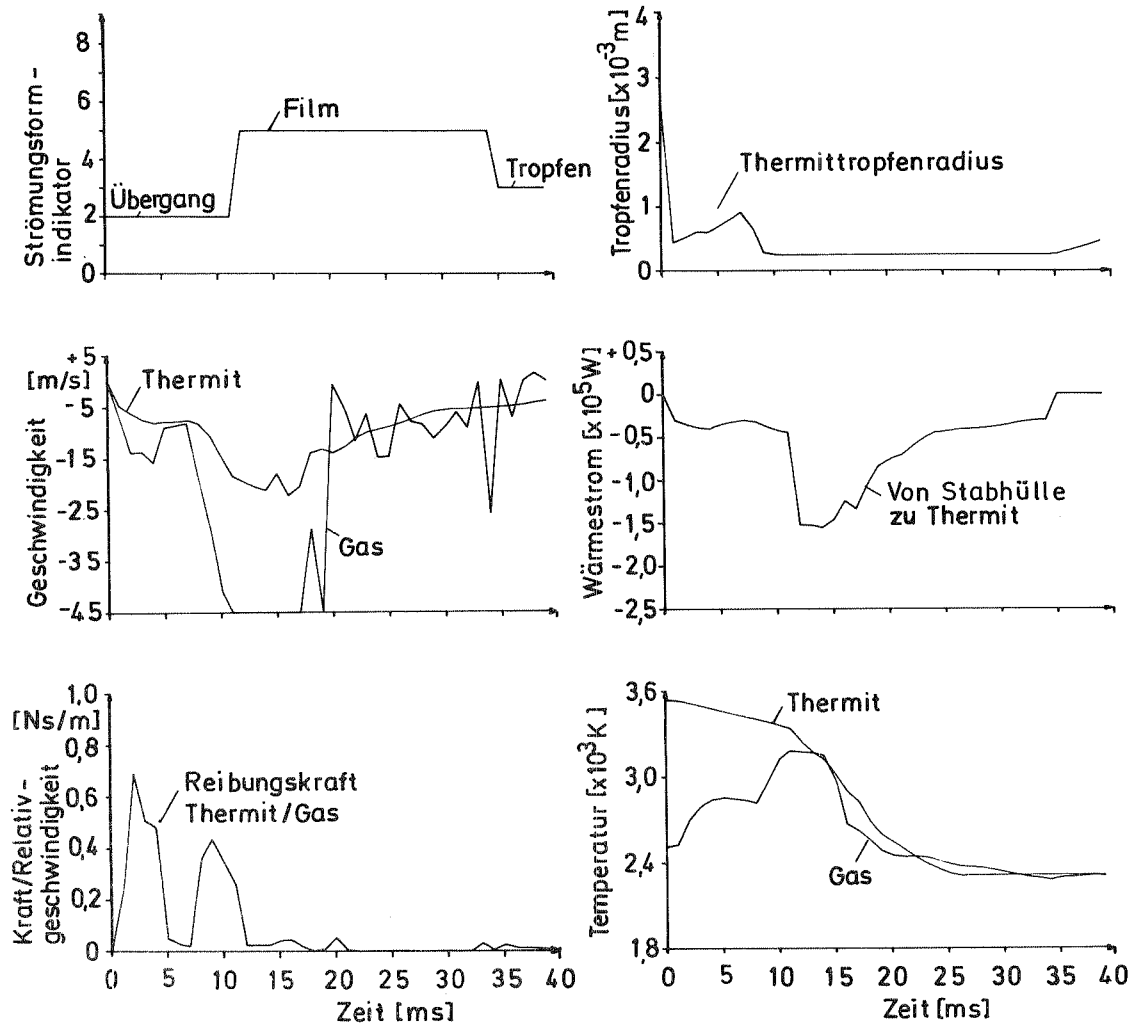 Strömungsform-
indikator
8
6
4
2
0
Übergang
Film
Tropfen
Tropfenradius [x10⁻³m]
4
3
2
1
0
Thermittropfenradius
+5
[m/s]
-5
-15
-25
-35
-45
Geschwindigkeit
Thermit
Gas
Wärmestrom [x10⁵W]
+0,5
0
-0,5
-1,0
-1,5
-2,0
-2,5
Von Stabhülle
zu Thermit
Kraft/Relativ-
geschwindigkeit
[Ns/m]
1,0
0,8
0,6
0,4
0,2
0
Reibungskraft
Thermit/Gas
0 5 10 15 20 25 30 35 40
Zeit [ms]
Temperatur [x10³K]
3,6
3,0
2,4
1,8
Thermit
Gas
0 5 10 15 20 25 30 35 40
Zeit [ms]